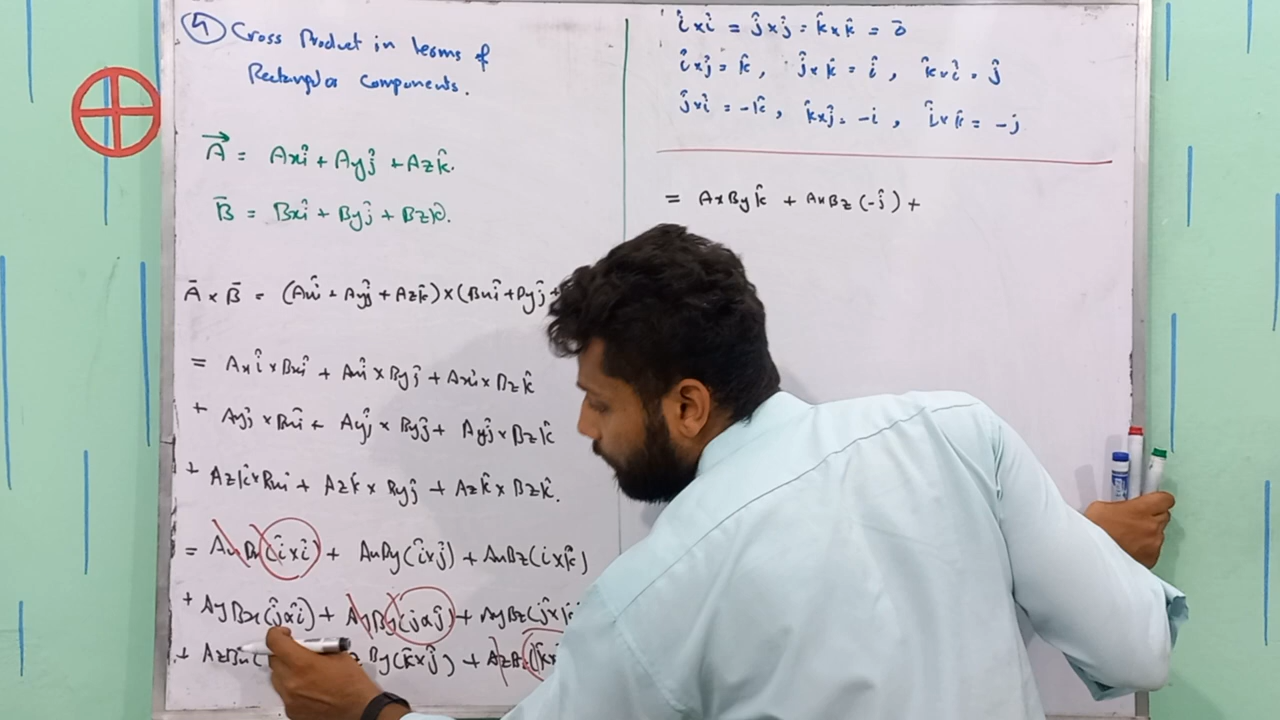 4 Cross Product in terms of
Rectangular Components.
A⃗ = Axî + Ayĵ + Azk̂.
B̄ = Bxî + Byĵ + Bzk̂.
Ā × B̄ = (Axî + Ayĵ + Azk̂)×(Bxî+Byĵ+
= Axî×Bxî + Axî×Byĵ + Axî×Bzk̂
+ Ayĵ×Bxî + Ayĵ×Byĵ + Ayĵ×Bzk̂
+ Azk̂×Bxî + Azk̂×Byĵ + Azk̂×Bzk̂.
= AxBx(î×î) + AxBy(î×ĵ) + AxBz(i×k̂)
+ AyBx(ĵ×î) + AyBy(ĵ×ĵ) + AyBz(ĵ×k̂
+ AzBx( By(k̂×ĵ) + AzBz(k̂×
î×î = ĵ×ĵ = k̂×k̂ = 0̄
î×ĵ = k̂, ĵ×k̂ = î, k̂×î = ĵ
ĵ×î = -k̂, k̂×ĵ = -i, î×k̂ = -j
= AxByk̂ + AxBz(-ĵ) +